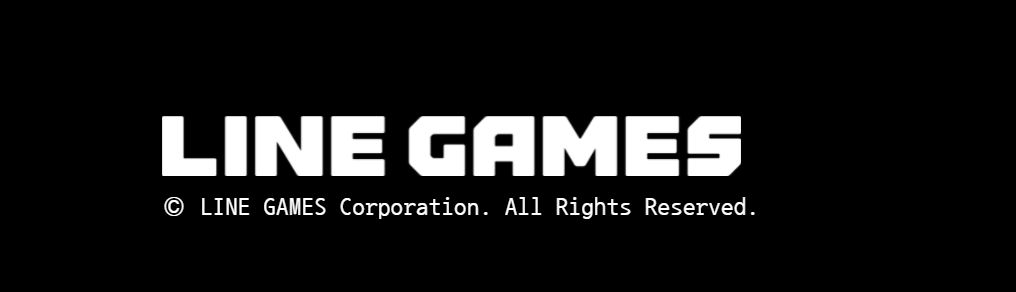 LINE GAMES
© LINE GAMES Corporation. All Rights Reserved.